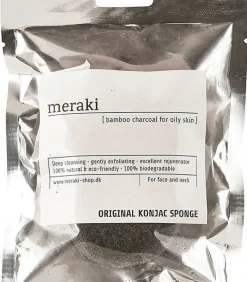 meraki
[ bamboo charcoal for oily skin ]
Deep cleansing · gently exfoliating · excellent rejuvenator
100% natural & eco-friendly · 100% biodegradable
www.meraki-shop.dk
For face and neck
ORIGINAL KONJAC SPONGE